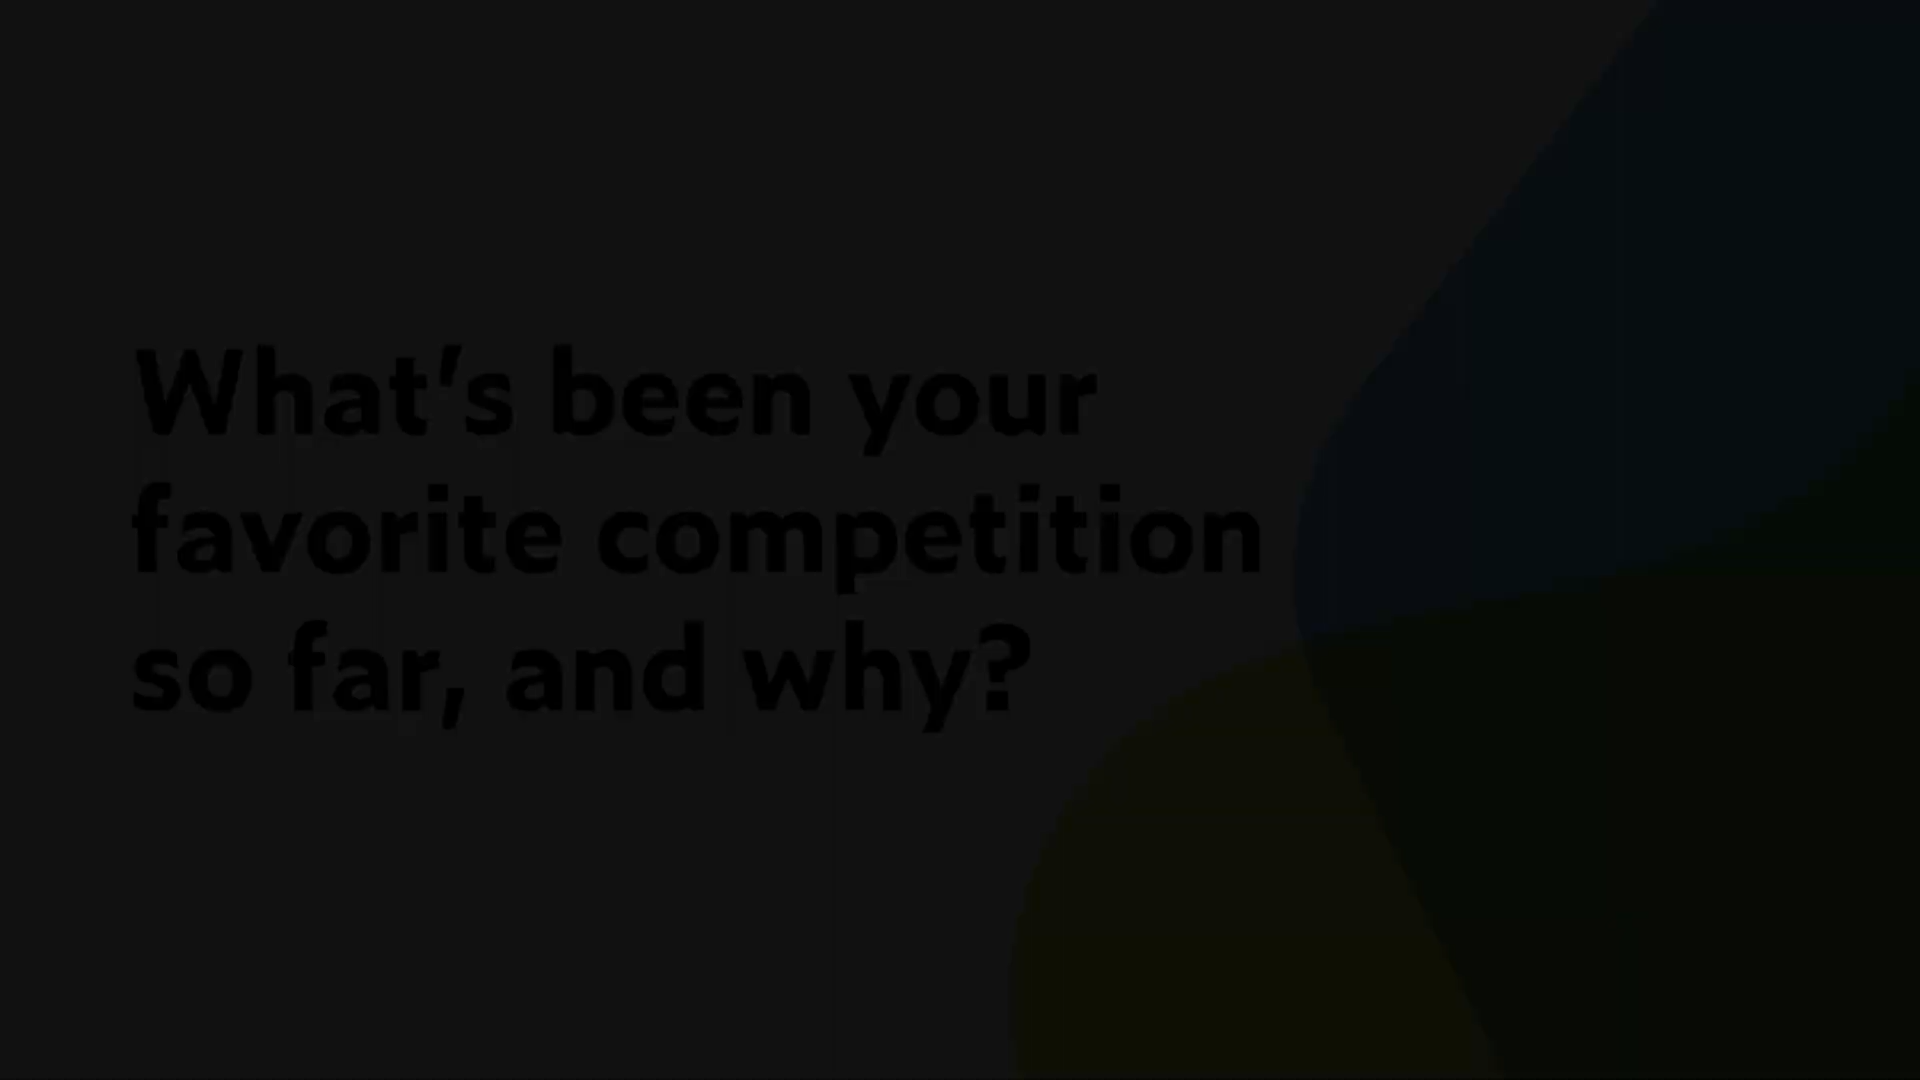 What’s been your
favorite competition
so far, and why?